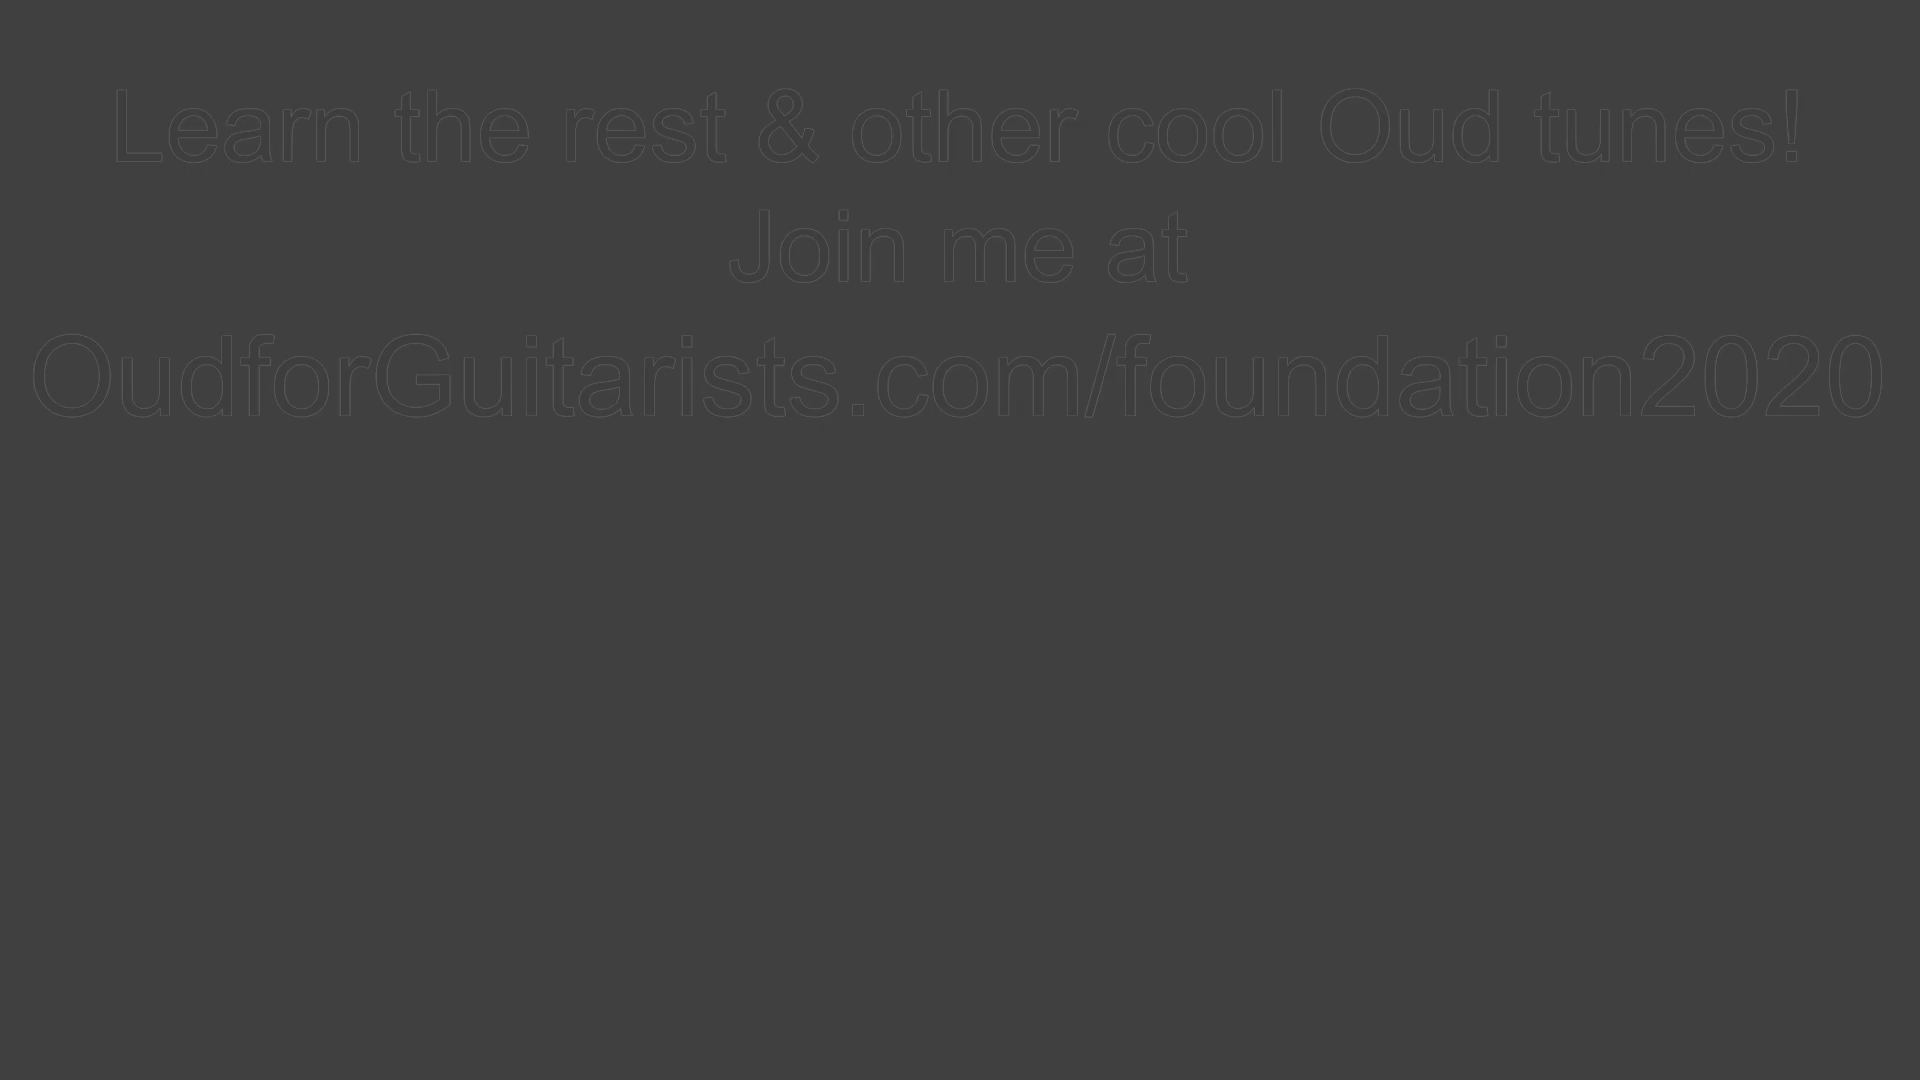 Learn the rest & other cool Oud tunes!
Join me at
OudforGuitarists.com/foundation2020